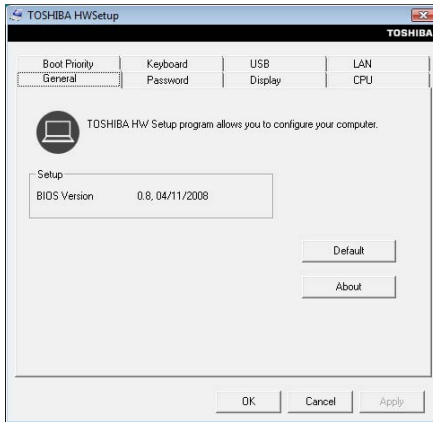 TOSHIBA HWSetup
TOSHIBA
Boot Priority Keyboard USB LAN
General Password Display CPU
TOSHIBA HW Setup program allows you to configure your computer.
Setup
BIOS Version 0.8, 04/11/2008
Default
About
OK Cancel Apply